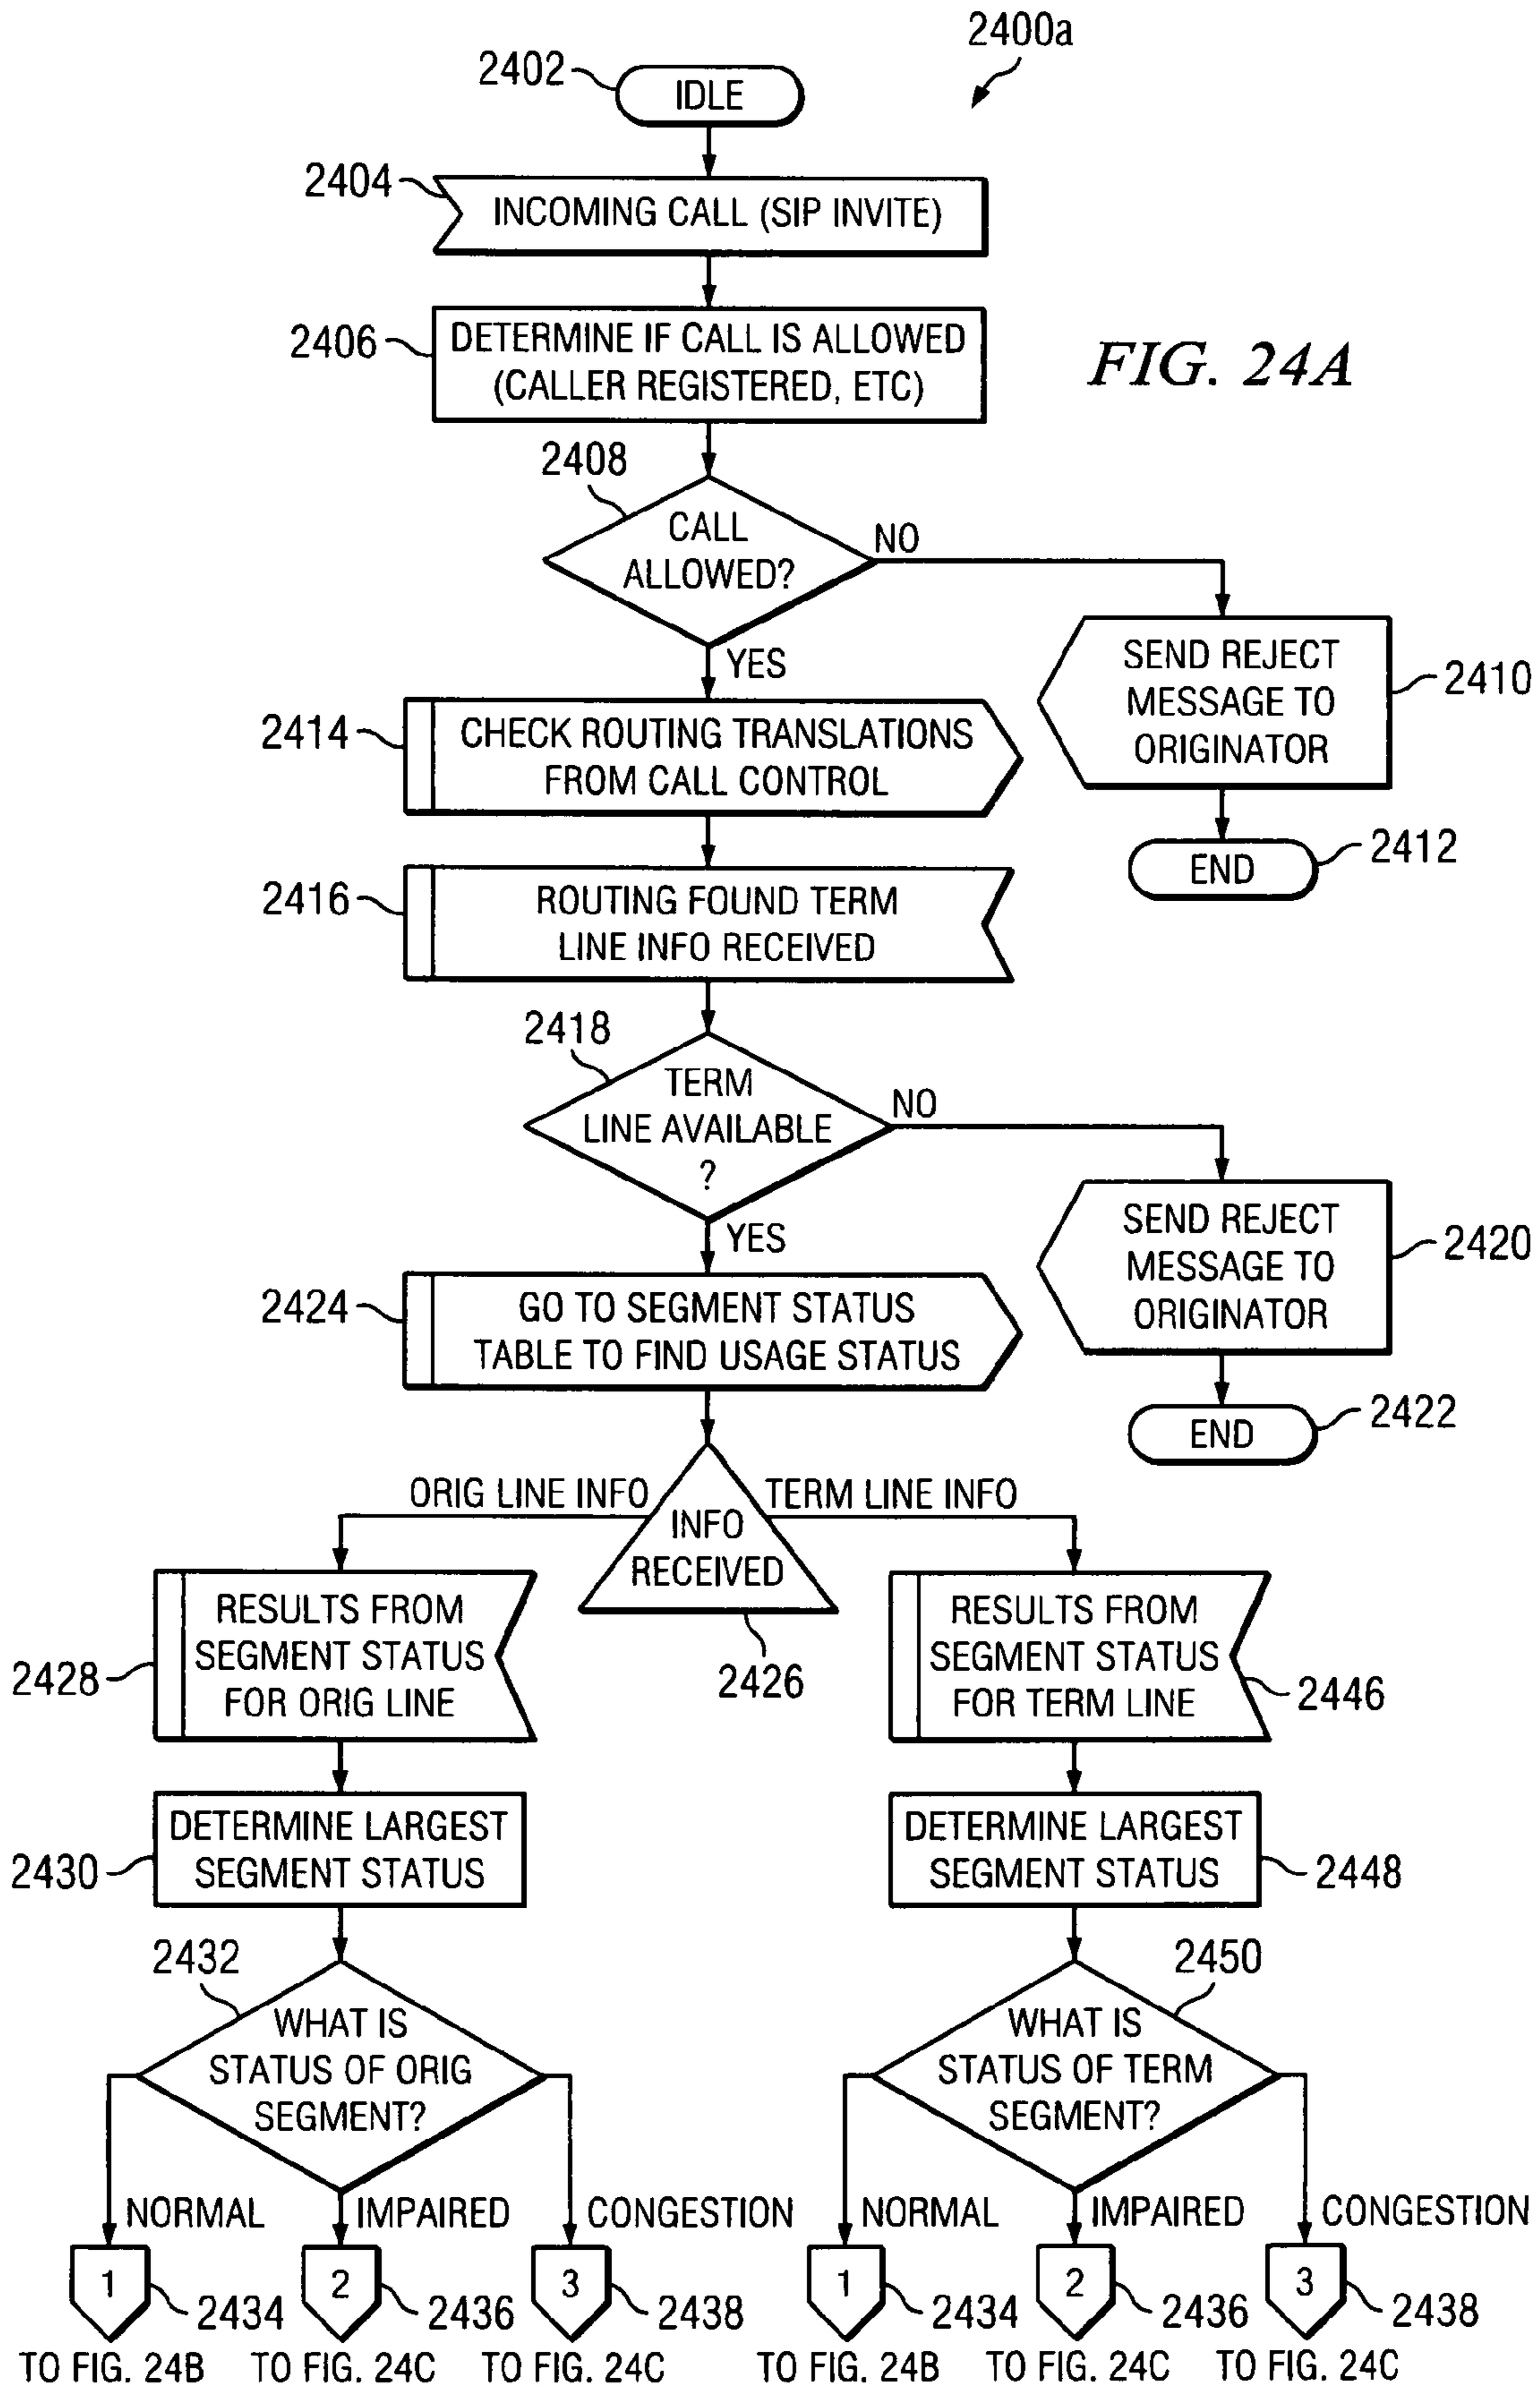 2400a
2402
IDLE
2404
INCOMING CALL (SIP INVITE)
2406
DETERMINE IF CALL IS ALLOWED
(CALLER REGISTERED, ETC)
FIG. 24A
2408
CALL
ALLOWED?
NO
YES
SEND REJECT
MESSAGE TO
ORIGINATOR
2410
2414
CHECK ROUTING TRANSLATIONS
FROM CALL CONTROL
END
2412
2416
ROUTING FOUND TERM
LINE INFO RECEIVED
2418
TERM
LINE AVAILABLE
?
NO
YES
SEND REJECT
MESSAGE TO
ORIGINATOR
2420
2424
GO TO SEGMENT STATUS
TABLE TO FIND USAGE STATUS
END
2422
ORIG LINE INFO
TERM LINE INFO
INFO
RECEIVED
2426
RESULTS FROM
SEGMENT STATUS
FOR ORIG LINE
2428
RESULTS FROM
SEGMENT STATUS
FOR TERM LINE
2446
DETERMINE LARGEST
SEGMENT STATUS
2430
DETERMINE LARGEST
SEGMENT STATUS
2448
2432
WHAT IS
STATUS OF ORIG
SEGMENT?
2450
WHAT IS
STATUS OF TERM
SEGMENT?
NORMAL
IMPAIRED
CONGESTION
NORMAL
IMPAIRED
CONGESTION
1
2434
2
2436
3
2438
1
2434
2
2436
3
2438
TO FIG. 24B
TO FIG. 24C
TO FIG. 24C
TO FIG. 24B
TO FIG. 24C
TO FIG. 24C